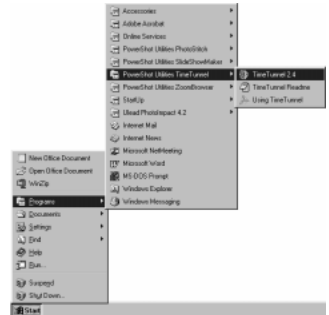 Accessories
Adobe Acrobat
Online Services
PowerShot Utilities PhotoStitch
PowerShot Utilities SlideShowMaker
PowerShot Utilities TimeTunnel
PowerShot Utilities ZoomBrowser
StartUp
Ulead PhotoImpact 4.2
Internet Mail
Internet News
Microsoft NetMeeting
Microsoft Word
MS-DOS Prompt
Windows Explorer
Windows Messaging
TimeTunnel 2.4
TimeTunnel Readme
Using TimeTunnel
New Office Document
Open Office Document
WinZip
Programs
Documents
Settings
Find
Help
Run...
Suspend
Shut Down...
Start